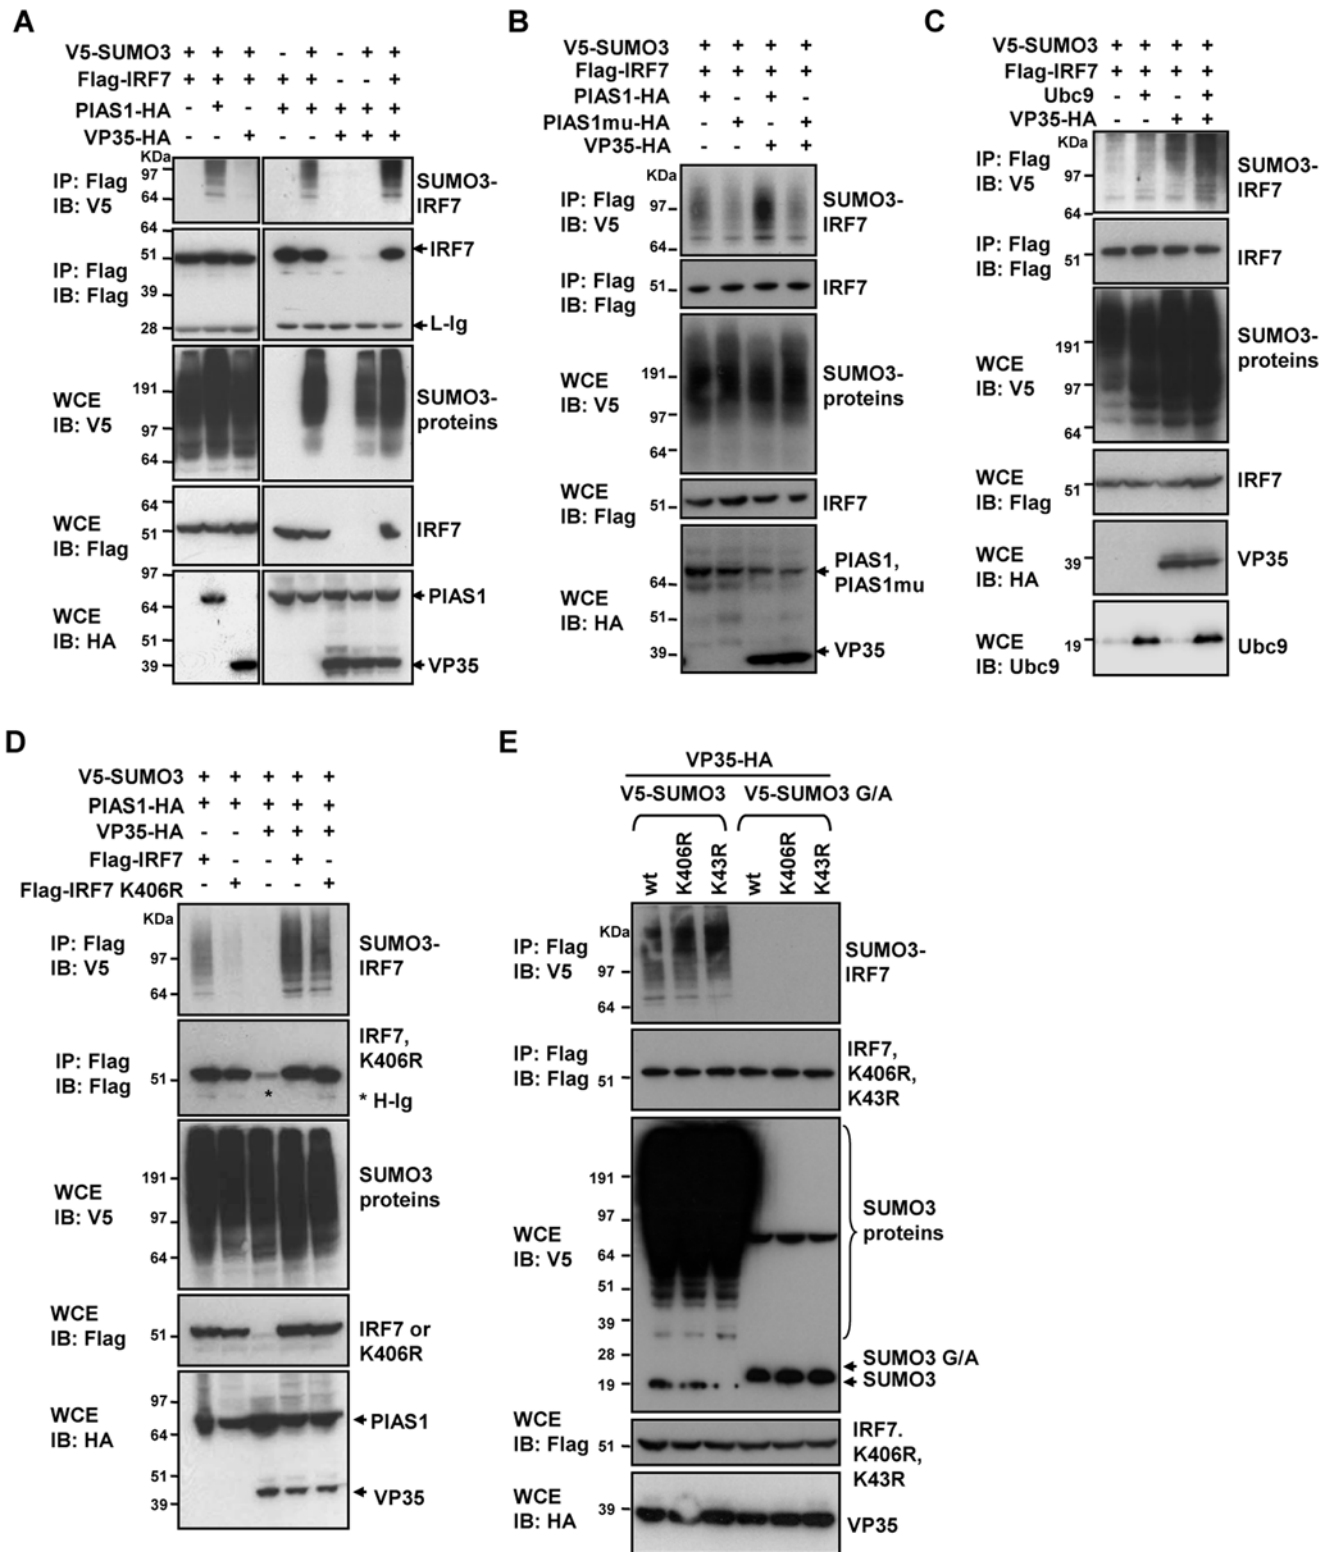 A
V5-SUMO3 + + + - + - + +
Flag-IRF7 + + + + + - - +
PIAS1-HA - + - + + + + +
VP35-HA - - + - - + + +
KDa
97
64
IP: Flag
IB: V5
SUMO3-
IRF7
64
51
39
28
IP: Flag
IB: Flag
IRF7
L-Ig
191
97
64
WCE
IB: V5
SUMO3-
proteins
64
51
WCE
IB: Flag
IRF7
97
64
51
39
WCE
IB: HA
PIAS1
VP35
B
V5-SUMO3 + + + +
Flag-IRF7 + + + +
PIAS1-HA + - + -
PIAS1mu-HA - + - +
VP35-HA - - + +
KDa
97
64
IP: Flag
IB: V5
SUMO3-
IRF7
IP: Flag
IB: Flag
51
IRF7
191
97
64
WCE
IB: V5
SUMO3-
proteins
WCE
IB: Flag
51
IRF7
64
51
39
WCE
IB: HA
PIAS1,
PIAS1mu
VP35
C
V5-SUMO3 + + + +
Flag-IRF7 + + + +
Ubc9 - + - +
VP35-HA - - + +
KDa
97
64
IP: Flag
IB: V5
SUMO3-
IRF7
IP: Flag
IB: Flag
51
IRF7
191
97
64
WCE
IB: V5
SUMO3-
proteins
WCE
IB: Flag
51
IRF7
WCE
IB: HA
39
VP35
WCE
IB: Ubc9
19
Ubc9
D
V5-SUMO3 + + + + +
PIAS1-HA + + + + +
VP35-HA - - + + +
Flag-IRF7 + - - + -
Flag-IRF7 K406R - + - - +
KDa
97
64
IP: Flag
IB: V5
SUMO3-
IRF7
IP: Flag
IB: Flag
51
*
IRF7,
K406R
* H-Ig
191
97
64
WCE
IB: V5
SUMO3
proteins
WCE
IB: Flag
51
IRF7 or
K406R
97
64
51
39
WCE
IB: HA
PIAS1
VP35
E
VP35-HA
V5-SUMO3 V5-SUMO3 G/A
wt K406R K43R wt K406R K43R
KDa
97
64
IP: Flag
IB: V5
SUMO3-
IRF7
IP: Flag
IB: Flag
51
IRF7,
K406R,
K43R
191
97
64
51
39
28
19
WCE
IB: V5
SUMO3
proteins
SUMO3 G/A
SUMO3
WCE
IB: Flag
51
IRF7.
K406R,
K43R
WCE
IB: HA
39
VP35